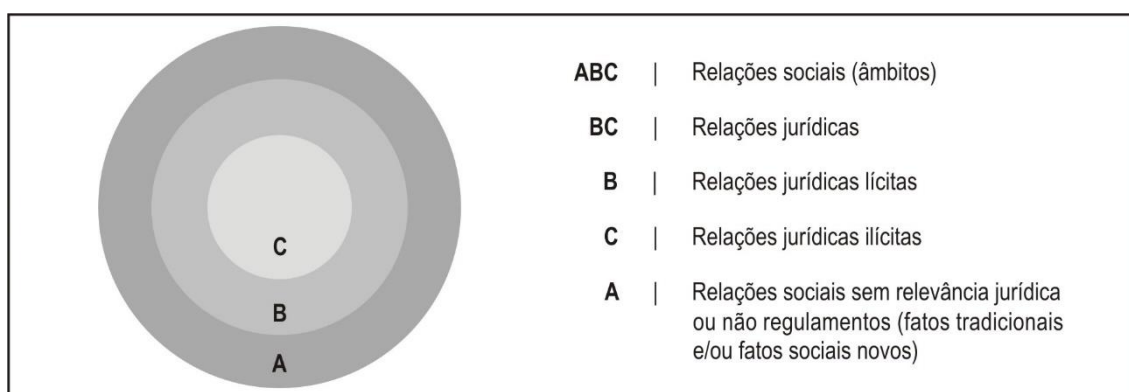 C
B
A
ABC | Relações sociais (âmbitos)
BC | Relações jurídicas
B | Relações jurídicas lícitas
C | Relações jurídicas ilícitas
A | Relações sociais sem relevância jurídica
ou não regulamentos (fatos tradicionais
e/ou fatos sociais novos)